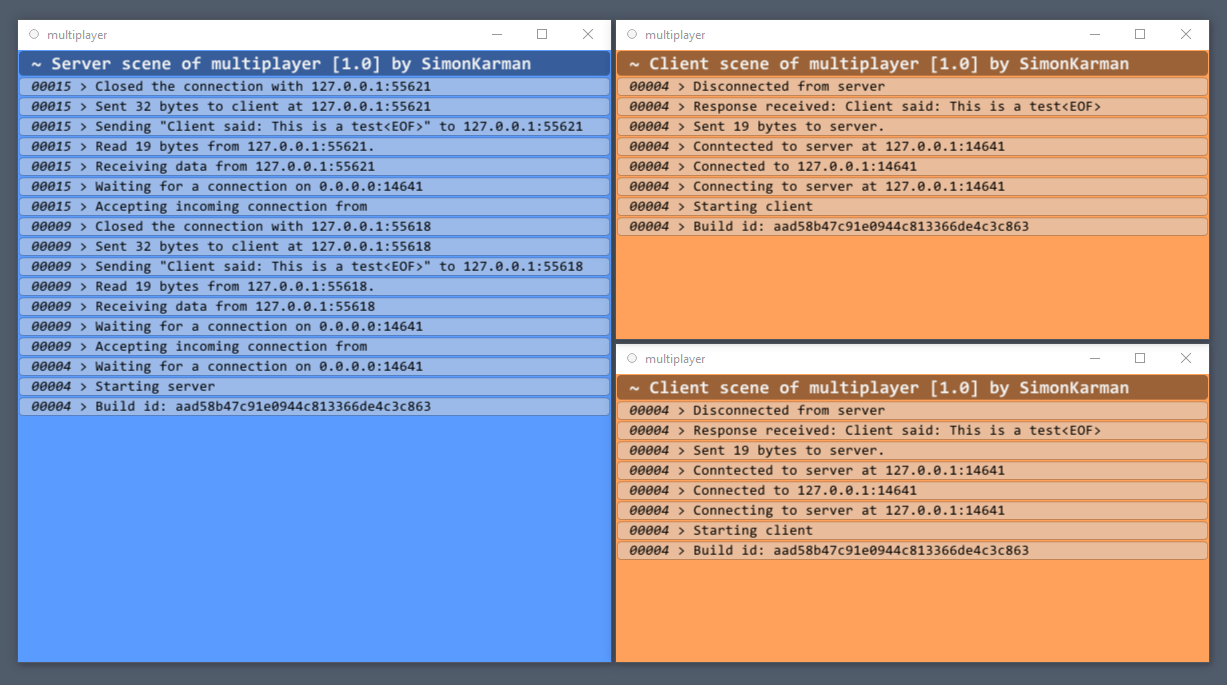 multiplayer
~ Server scene of multiplayer [1.0] by SimonKarman
00015 > Closed the connection with 127.0.0.1:55621
00015 > Sent 32 bytes to client at 127.0.0.1:55621
00015 > Sending "Client said: This is a test<EOF>" to 127.0.0.1:55621
00015 > Read 19 bytes from 127.0.0.1:55621.
00015 > Receiving data from 127.0.0.1:55621
00015 > Waiting for a connection on 0.0.0.0:14641
00015 > Accepting incoming connection from
00009 > Closed the connection with 127.0.0.1:55618
00009 > Sent 32 bytes to client at 127.0.0.1:55618
00009 > Sending "Client said: This is a test<EOF>" to 127.0.0.1:55618
00009 > Read 19 bytes from 127.0.0.1:55618.
00009 > Receiving data from 127.0.0.1:55618
00009 > Waiting for a connection on 0.0.0.0:14641
00009 > Accepting incoming connection from
00004 > Waiting for a connection on 0.0.0.0:14641
00004 > Starting server
00004 > Build id: aad58b47c91e0944c813366de4c3c863
multiplayer
~ Client scene of multiplayer [1.0] by SimonKarman
00004 > Disconnected from server
00004 > Response received: Client said: This is a test<EOF>
00004 > Sent 19 bytes to server.
00004 > Conntected to server at 127.0.0.1:14641
00004 > Connected to 127.0.0.1:14641
00004 > Connecting to server at 127.0.0.1:14641
00004 > Starting client
00004 > Build id: aad58b47c91e0944c813366de4c3c863
multiplayer
~ Client scene of multiplayer [1.0] by SimonKarman
00004 > Disconnected from server
00004 > Response received: Client said: This is a test<EOF>
00004 > Sent 19 bytes to server.
00004 > Conntected to server at 127.0.0.1:14641
00004 > Connected to 127.0.0.1:14641
00004 > Connecting to server at 127.0.0.1:14641
00004 > Starting client
00004 > Build id: aad58b47c91e0944c813366de4c3c863